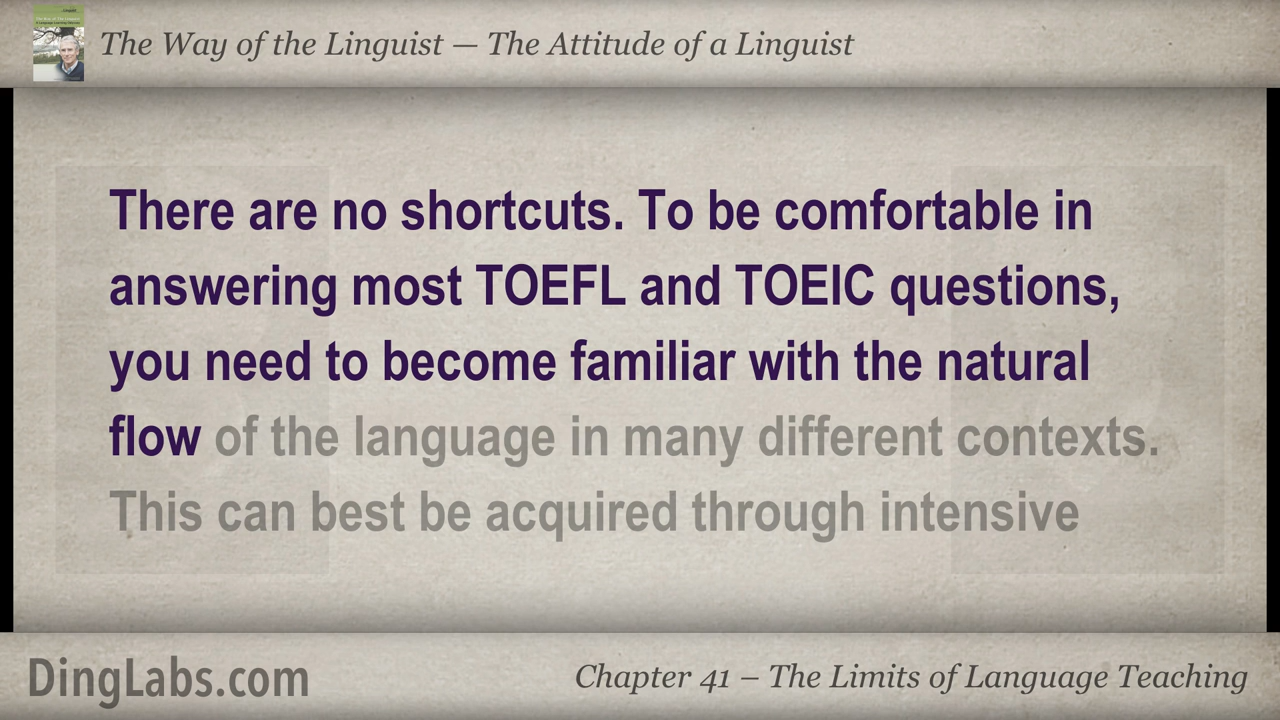 The Way of the Linguist — The Attitude of a Linguist
There are no shortcuts. To be comfortable in
answering most TOEFL and TOEIC questions,
you need to become familiar with the natural
flow of the language in many different contexts.
This can best be acquired through intensive
DingLabs.com
Chapter 41 – The Limits of Language Teaching